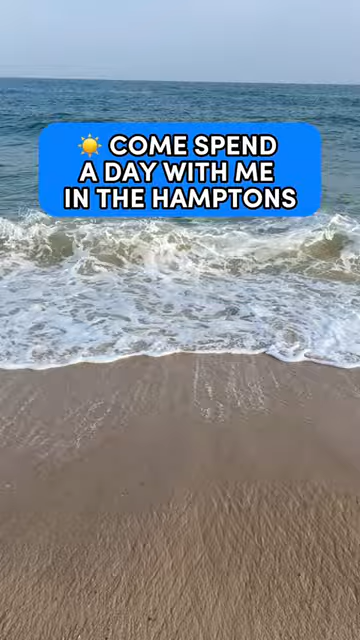 ☀️ COME SPEND
A DAY WITH ME
IN THE HAMPTONS